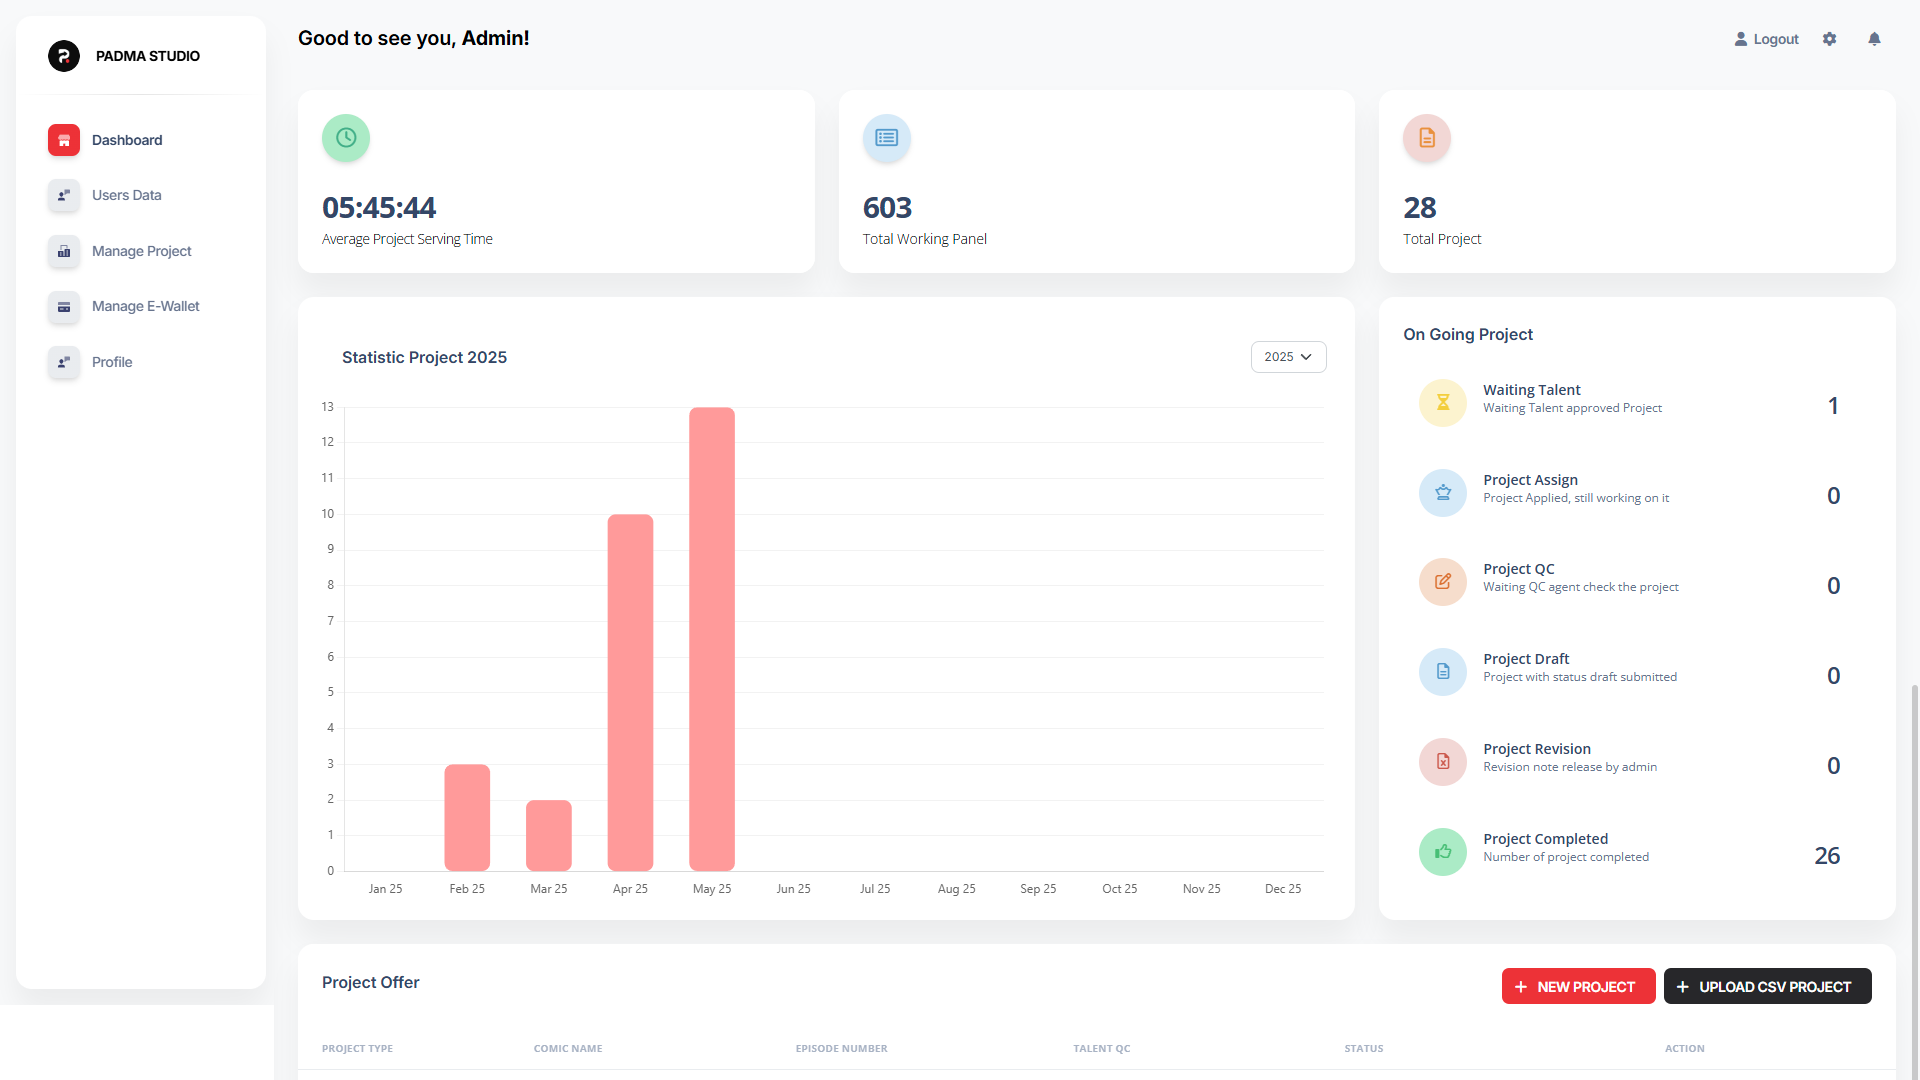 PADMA STUDIO
Dashboard
Users Data
Manage Project
Manage E-Wallet
Profile
Good to see you, Admin!
Logout
05:45:44
Average Project Serving Time
603
Total Working Panel
28
Total Project
Statistic Project 2025
2025
13
12
11
10
9
8
7
6
5
4
3
2
1
0
Jan 25 Feb 25 Mar 25 Apr 25 May 25 Jun 25 Jul 25 Aug 25 Sep 25 Oct 25 Nov 25 Dec 25
On Going Project
Waiting Talent
Waiting Talent approved Project
1
Project Assign
Project Applied, still working on it
0
Project QC
Waiting QC agent check the project
0
Project Draft
Project with status draft submitted
0
Project Revision
Revision note release by admin
0
Project Completed
Number of project completed
26
Project Offer
NEW PROJECT
UPLOAD CSV PROJECT
PROJECT TYPE COMIC NAME EPISODE NUMBER TALENT QC STATUS ACTION